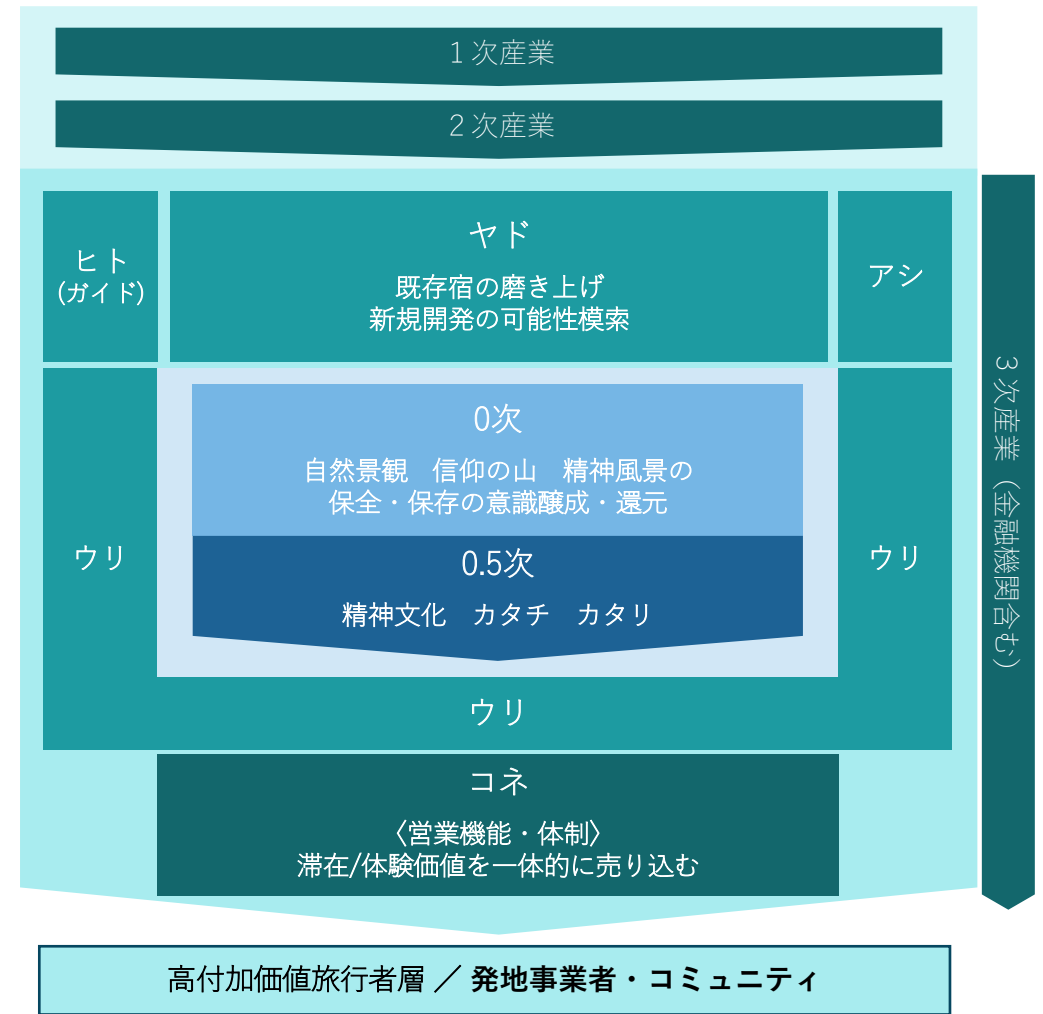 1次産業
2次産業
ヒト
(ガイド)
ヤド
既存宿の磨き上げ
新規開発の可能性模索
アシ
3次産業（金融機関含む）
0次
自然景観　信仰の山　精神風景の
保全・保存の意識醸成・還元
ウリ
0.5次
精神文化　カタチ　カタリ
ウリ
ウリ
コネ
〈営業機能・体制〉
滞在/体験価値を一体的に売り込む
高付加価値旅行者層 ／ 発地事業者・コミュニティ